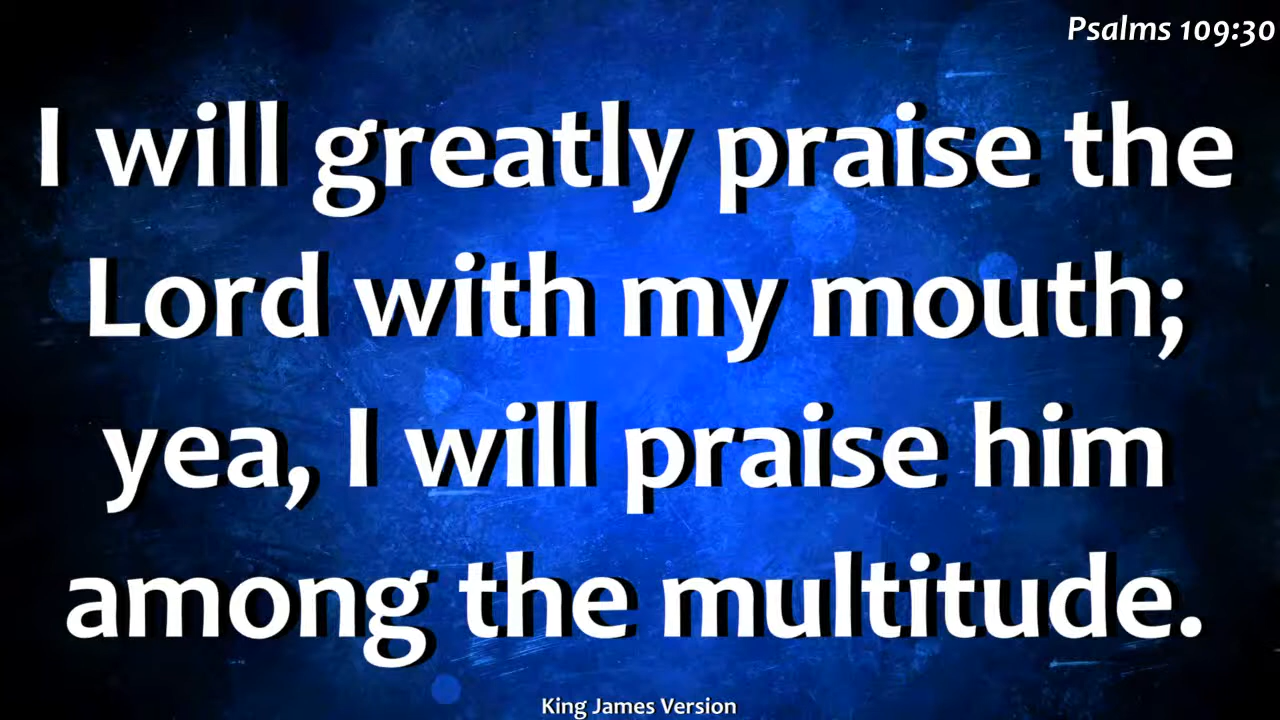 Psalms 109:30
I will greatly praise the
Lord with my mouth;
yea, I will praise him
among the multitude.
King James Version